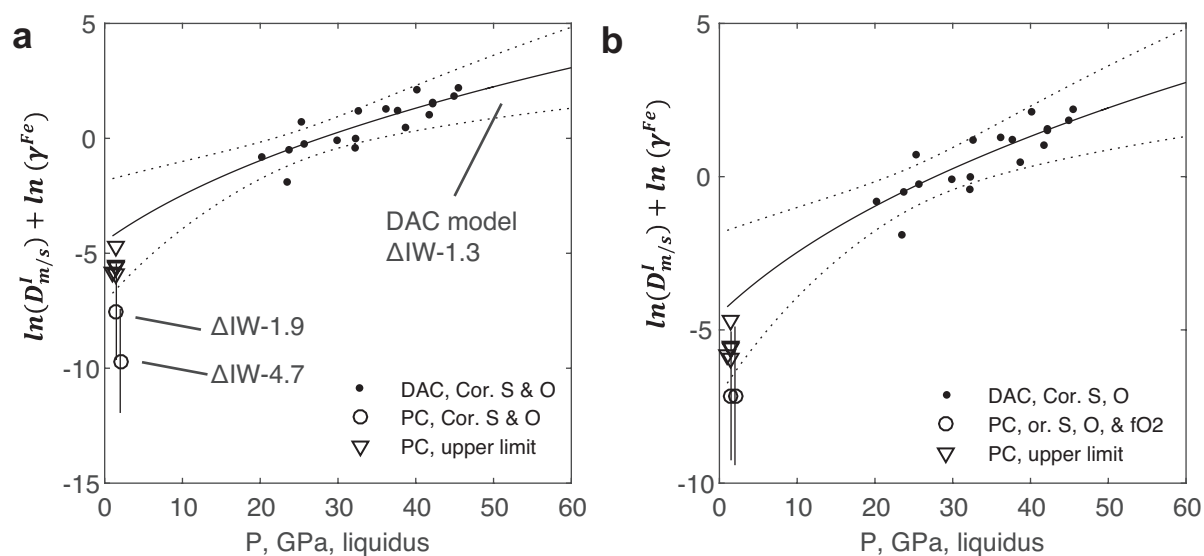 a
5
0
-5
-10
-15
ln(D^I_{m/s}) + ln (γ^{Fe})
DAC model
ΔIW-1.3
ΔIW-1.9
ΔIW-4.7
DAC, Cor. S & O
PC, Cor. S & O
PC, upper limit
0 10 20 30 40 50 60
P, GPa, liquidus
b
5
0
-5
-10
ln(D^I_{m/s}) + ln (γ^{Fe})
DAC, Cor. S, O
PC, or. S, O, & fO2
PC, upper limit
0 10 20 30 40 50 60
P, GPa, liquidus